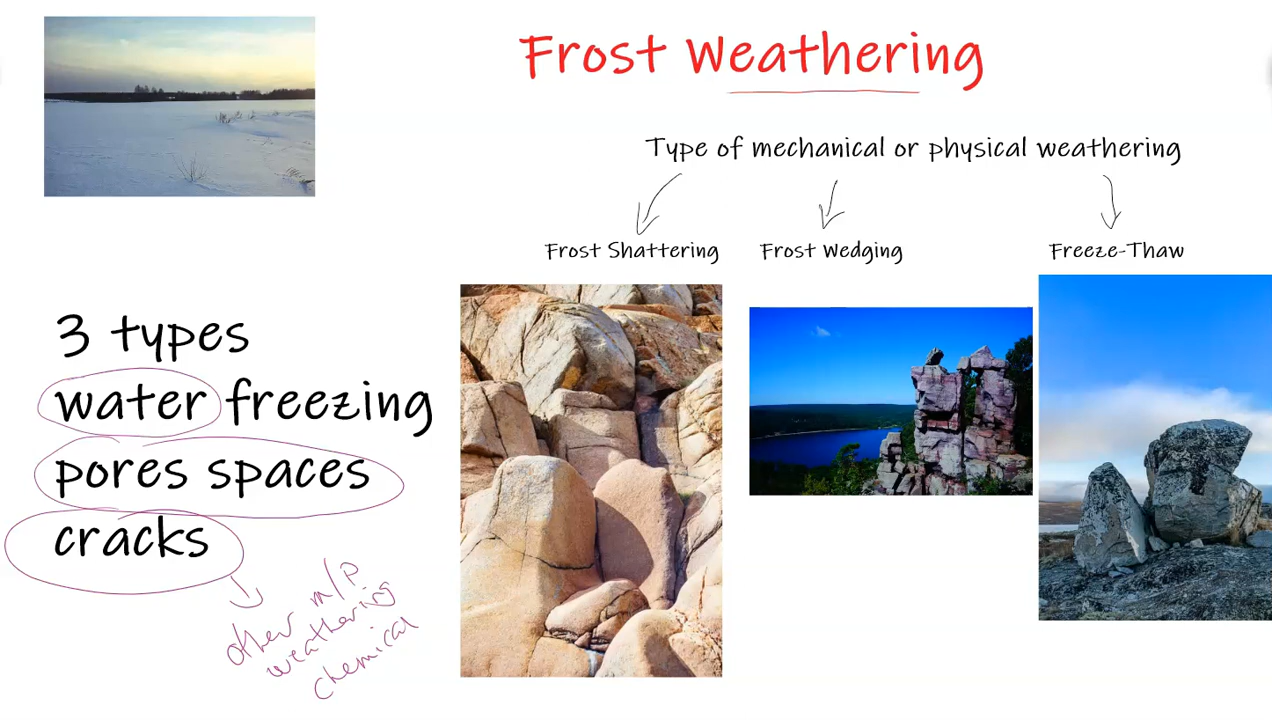 Frost Weathering
Type of mechanical or physical weathering
Frost Shattering
Frost Wedging
Freeze-Thaw
3 types
water freezing
pores spaces
cracks
other m/p
weathering
chemical